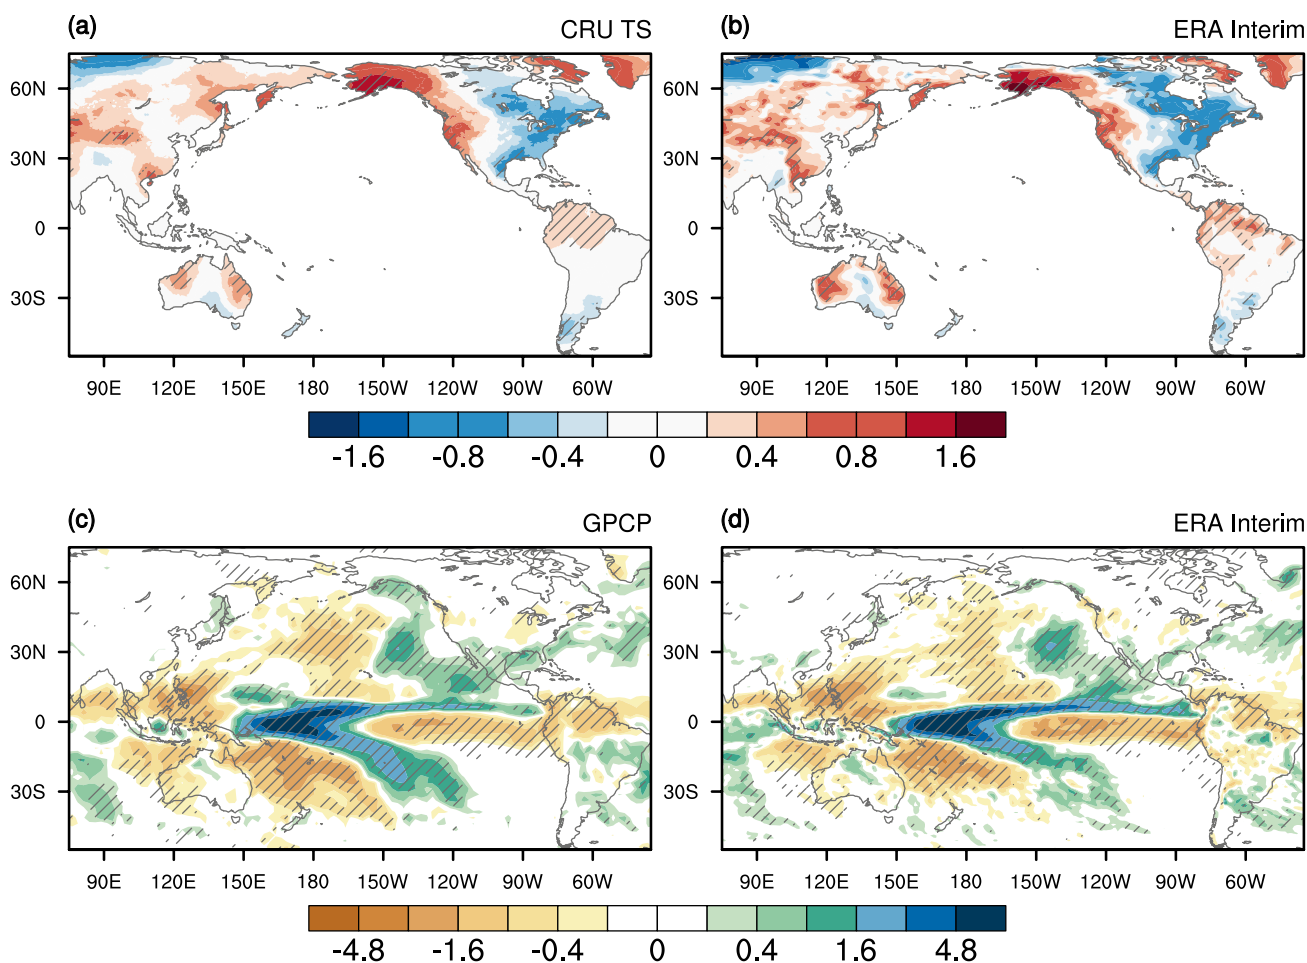 (a) CRU TS (b) ERA Interim
60N 60N
30N 30N
0 0
30S 30S
90E 120E 150E 180 150W 120W 90W 60W 90E 120E 150E 180 150W 120W 90W 60W
-1.6 -0.8 -0.4 0 0.4 0.8 1.6
(c) GPCP (d) ERA Interim
60N 60N
30N 30N
0 0
30S 30S
90E 120E 150E 180 150W 120W 90W 60W 90E 120E 150E 180 150W 120W 90W 60W
-4.8 -1.6 -0.4 0 0.4 1.6 4.8